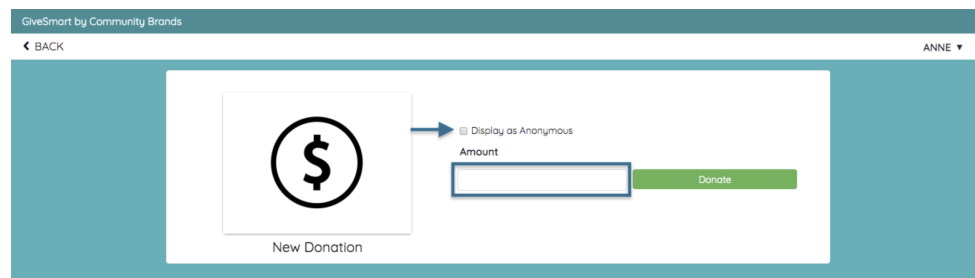 GiveSmart by Community Brands
BACK
ANNE
$
Display as Anonymous
Amount
Donate
New Donation